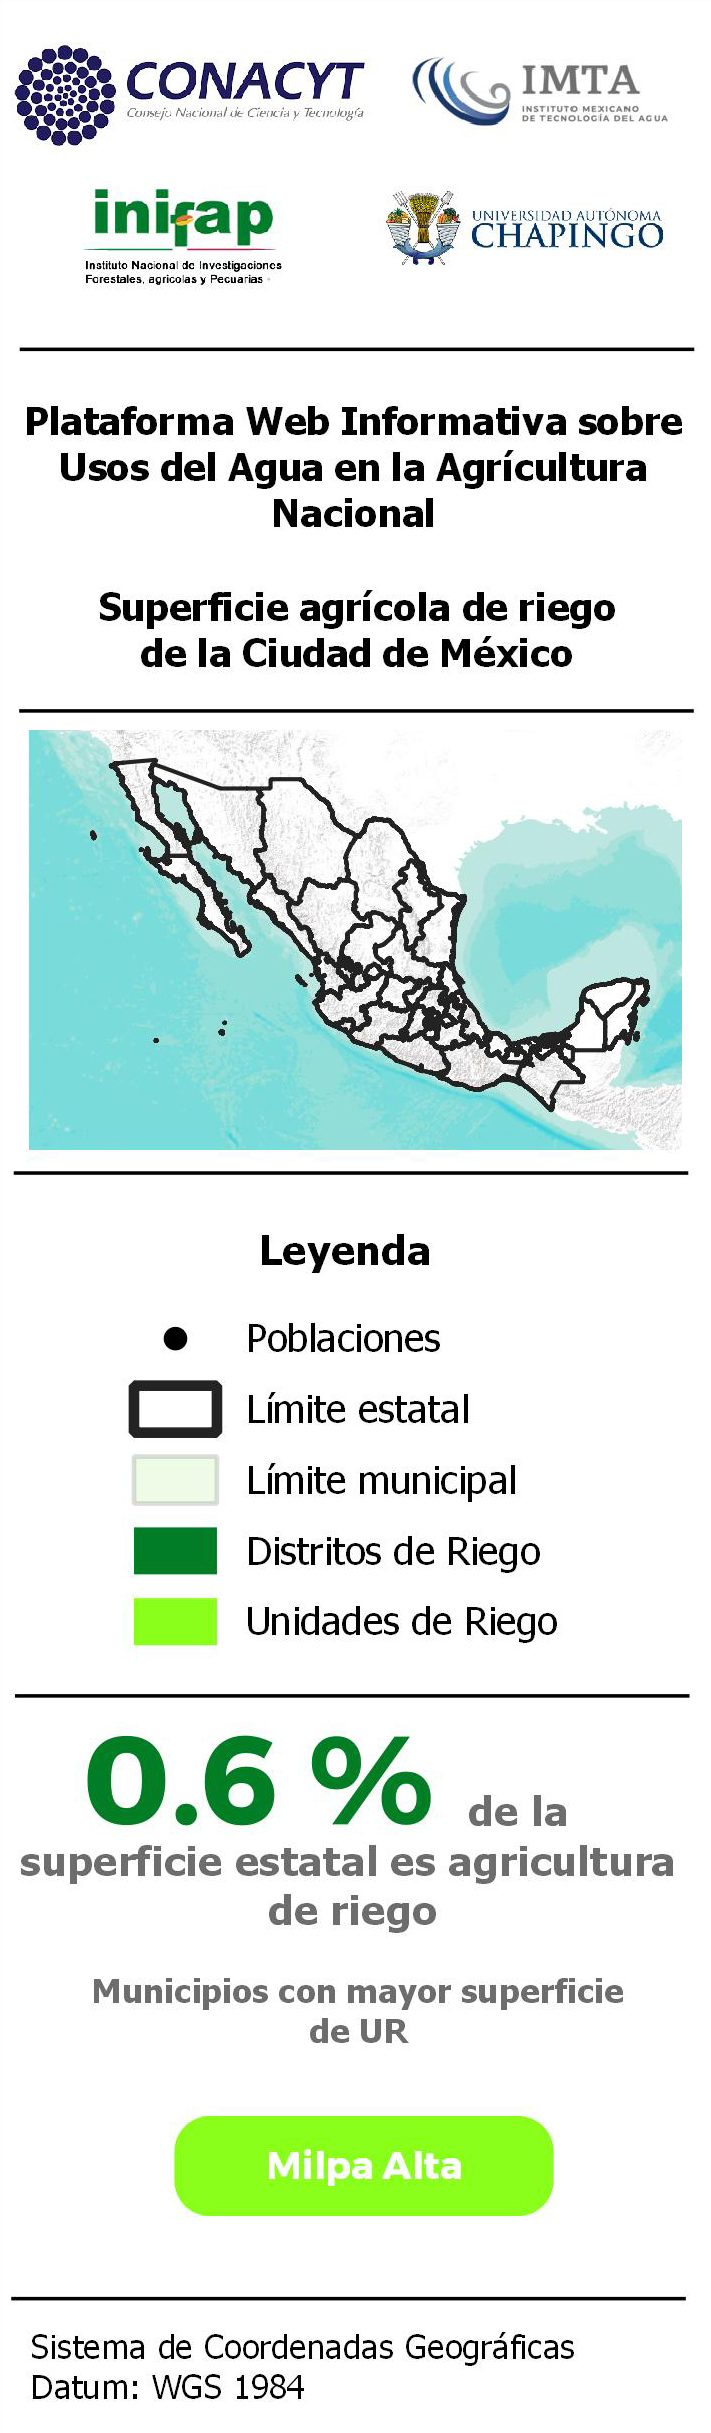 CONACYT
Consejo Nacional de Ciencia y Tecnología
IMTA
INSTITUTO MEXICANO
DE TECNOLOGÍA DEL AGUA
inifap
Instituto Nacional de Investigaciones
Forestales, agricolas y Pecuarias
UNIVERSIDAD AUTÓNOMA
CHAPINGO
Plataforma Web Informativa sobre
Usos del Agua en la Agrícultura
Nacional
Superficie agrícola de riego
de la Ciudad de México
Leyenda
Poblaciones
Límite estatal
Límite municipal
Distritos de Riego
Unidades de Riego
0.6 % de la
superficie estatal es agricultura
de riego
Municipios con mayor superficie
de UR
Milpa Alta
Sistema de Coordenadas Geográficas
Datum: WGS 1984